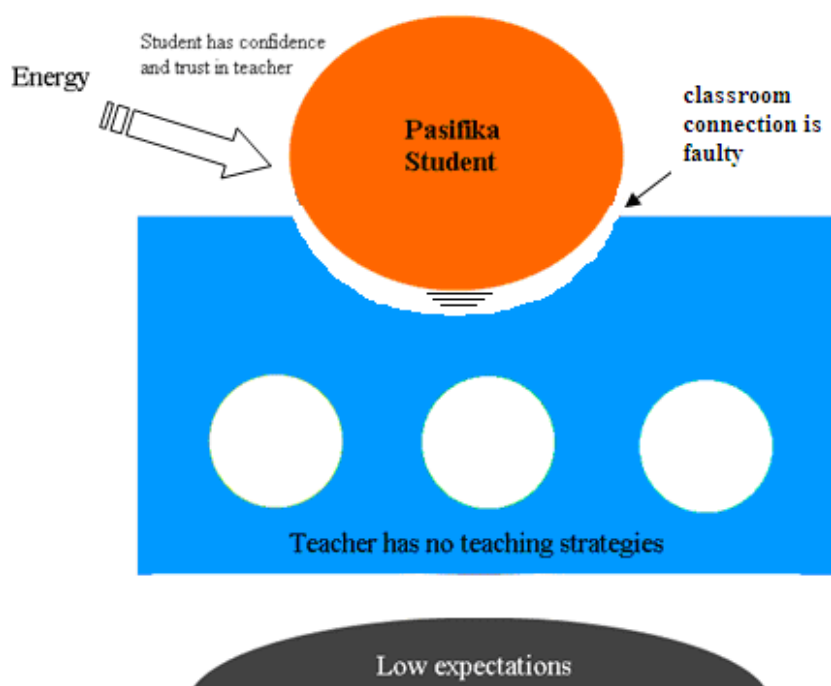 Student has confidence
and trust in teacher
Energy
Pasifika
Student
classroom
connection is
faulty
Teacher has no teaching strategies
Low expectations